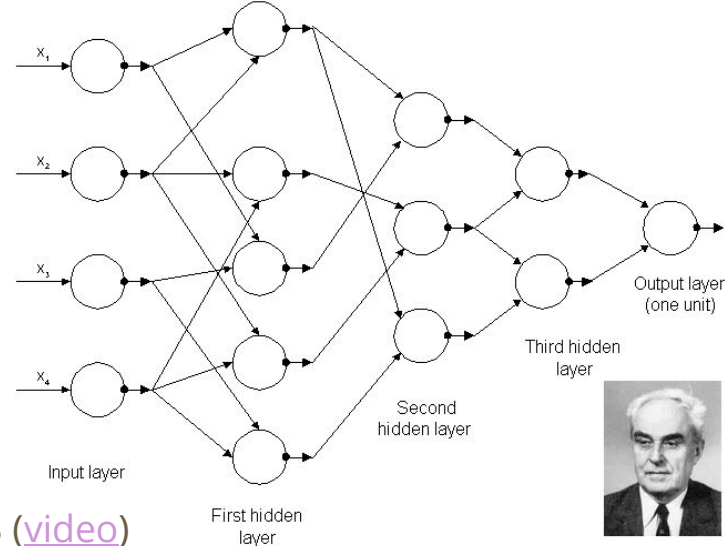 X₁
X₂
X₃
X₄
Input layer
First hidden
layer
Second
hidden layer
Third hidden
layer
Output layer
(one unit)
(video)